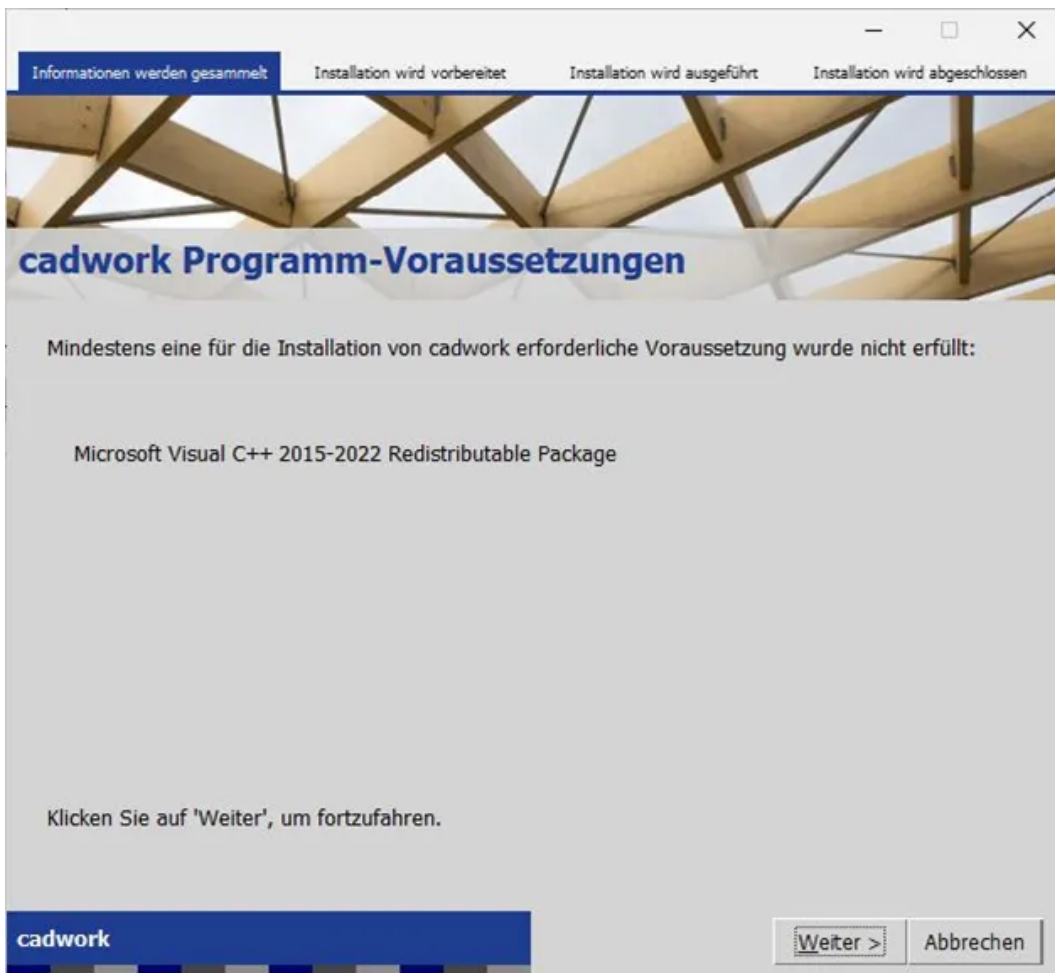 Informationen werden gesammelt Installation wird vorbereitet Installation wird ausgeführt Installation wird abgeschlossen
cadwork Programm-Voraussetzungen
Mindestens eine für die Installation von cadwork erforderliche Voraussetzung wurde nicht erfüllt:
Microsoft Visual C++ 2015-2022 Redistributable Package
Klicken Sie auf 'Weiter', um fortzufahren.
cadwork Weiter > Abbrechen